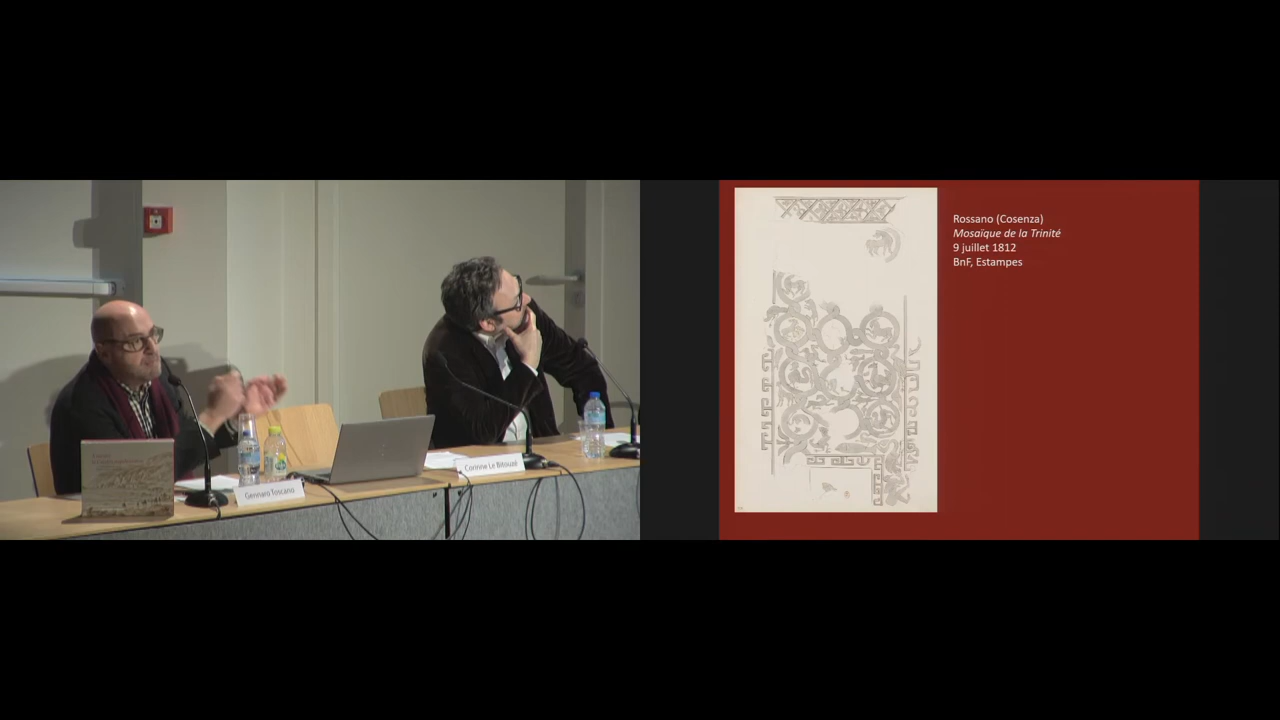 Gennaro Toscano
Corinne Le Bitouzé
Rossano (Cosenza)
Mosaïque de la Trinité
9 juillet 1812
BnF, Estampes